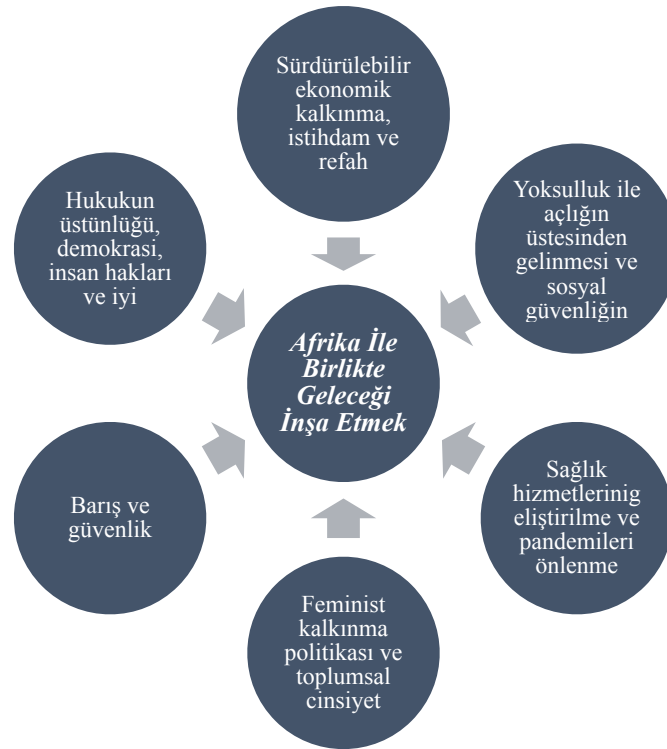 Sürdürülebilir
ekonomik
kalkınma,
istihdam ve
refah
Yoksulluk ile
açlığın
üstesinden
gelinmesi ve
sosyal
güvenliğin
Sağlık
hizmetlerinig
eliştirilme ve
pandemileri
önlenme
Feminist
kalkınma
politikası ve
toplumsal
cinsiyet
Barış ve
güvenlik
Hukukun
üstünlüğü,
demokrasi,
insan hakları
ve iyi
Afrika İle
Birlikte
Geleceği
İnşa Etmek